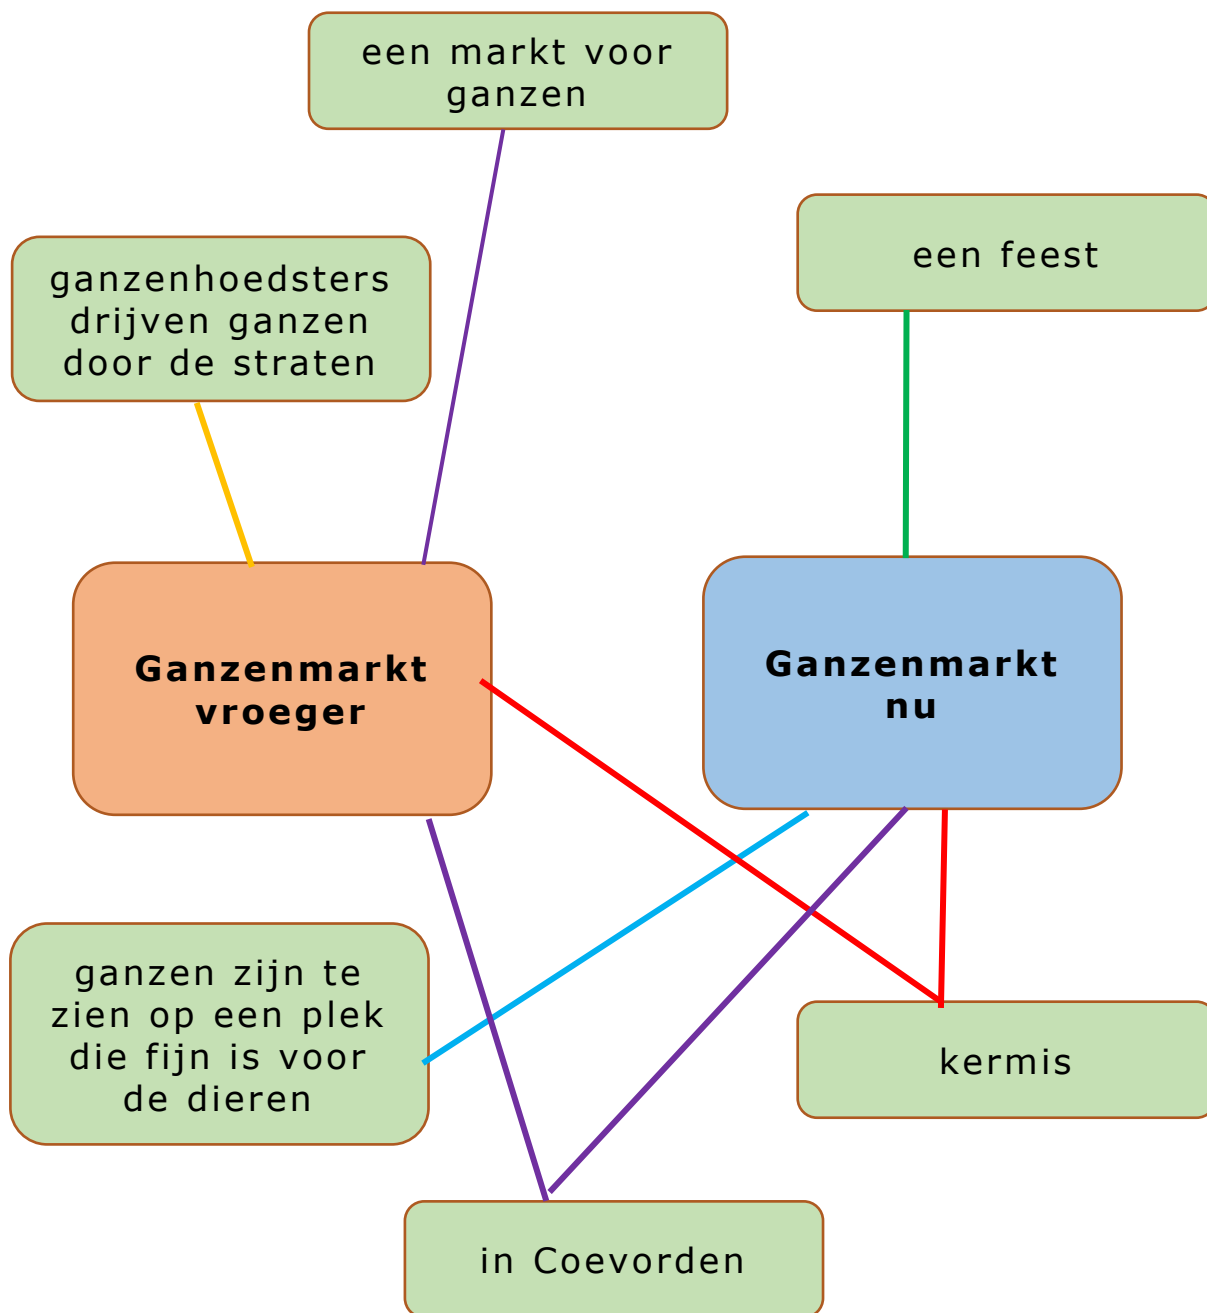 een markt voor
ganzen
een feest
ganzenhoedsters
drijven ganzen
door de straten
Ganzenmarkt
vroeger
Ganzenmarkt
nu
ganzen zijn te
zien op een plek
die fijn is voor
de dieren
kermis
in Coevorden